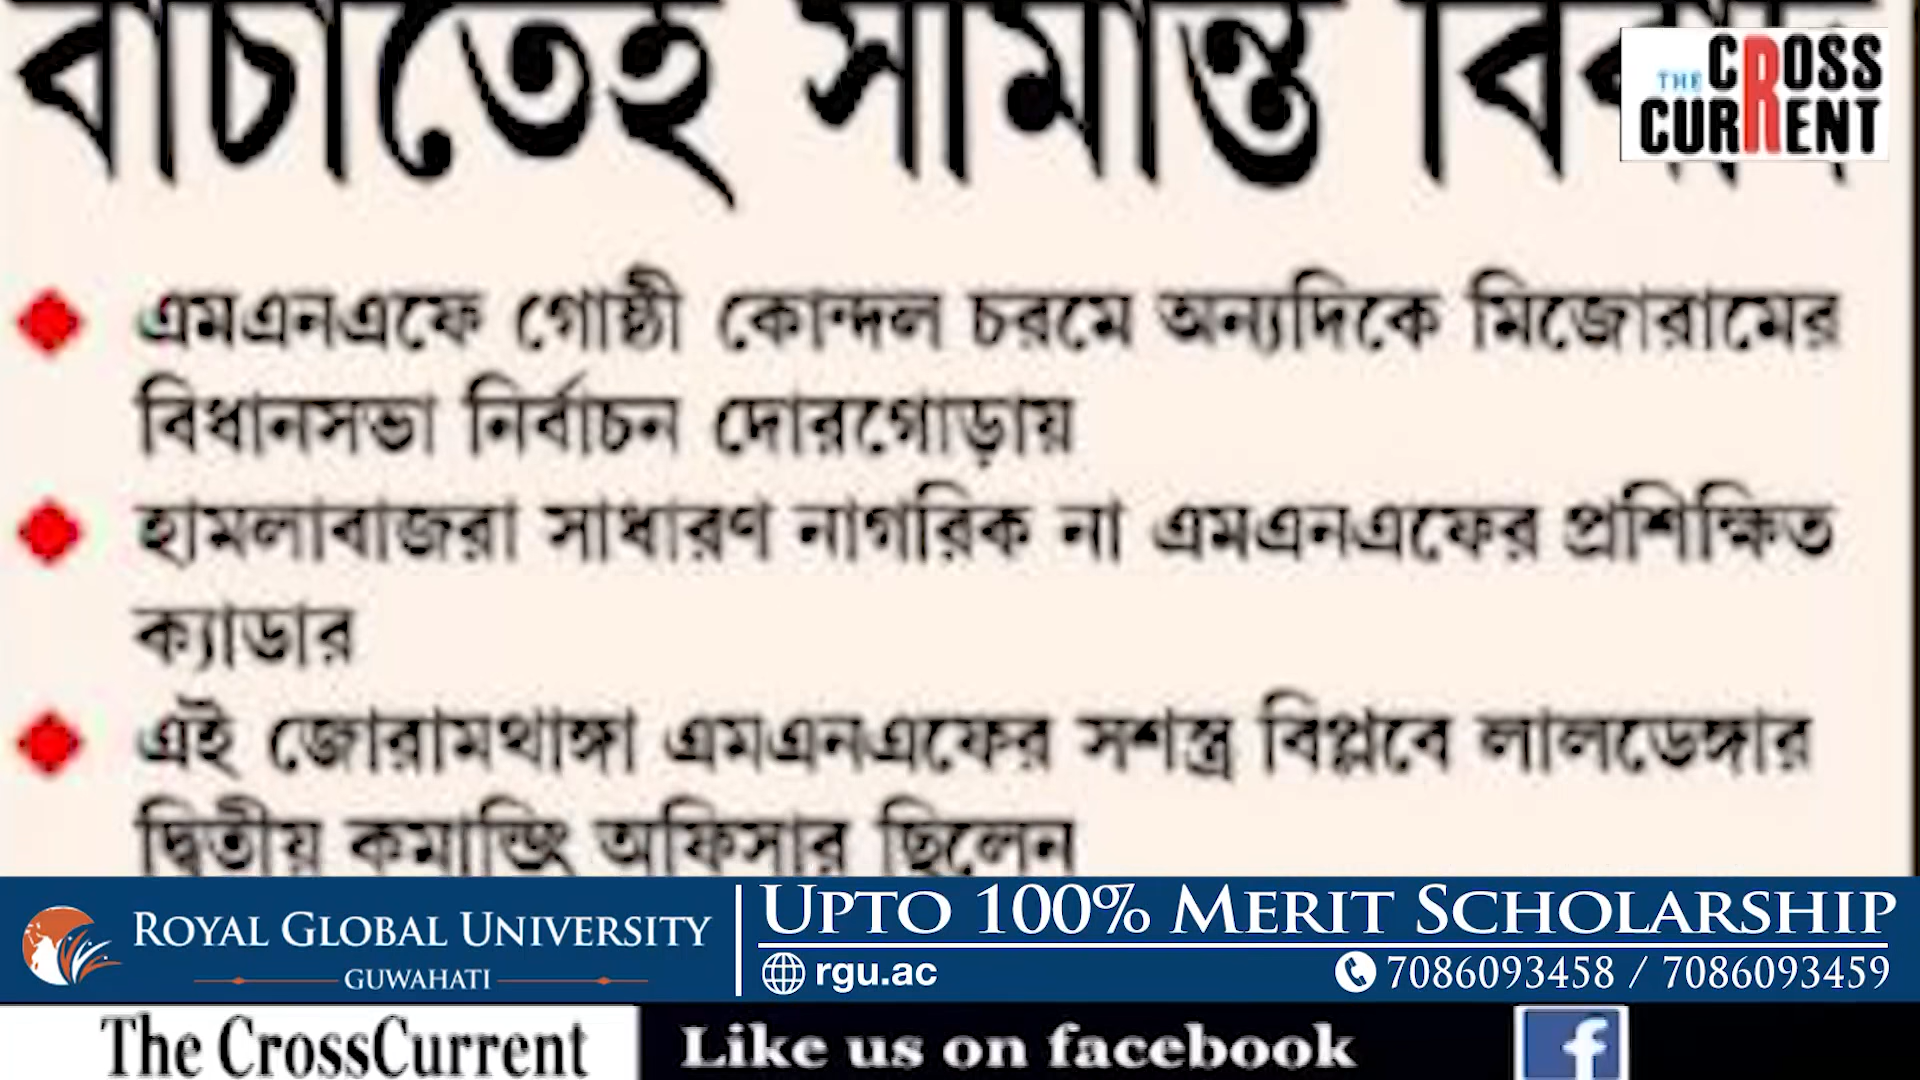 বাঁচাতেই সীমান্ত
THE CROSS
CURRENT
এমএনএফে গোষ্ঠী কোন্দল চরমে অন্যদিকে মিজোরামের
বিধানসভা নির্বাচন দোরগোড়ায়
হামলাবাজরা সাধারণ নাগরিক না এমএনএফের প্রশিক্ষিত
ক্যাডার
এই জোরামথাঙ্গা এমএনএফের সশস্ত্র বিপ্লবে লালডেঙ্গার
দ্বিতীয় কমান্ডিং অফিসার ছিলেন
ROYAL GLOBAL UNIVERSITY
GUWAHATI
UPTO 100% MERIT SCHOLARSHIP
rgu.ac
7086093458 / 7086093459
The CrossCurrent
Like us on facebook
f